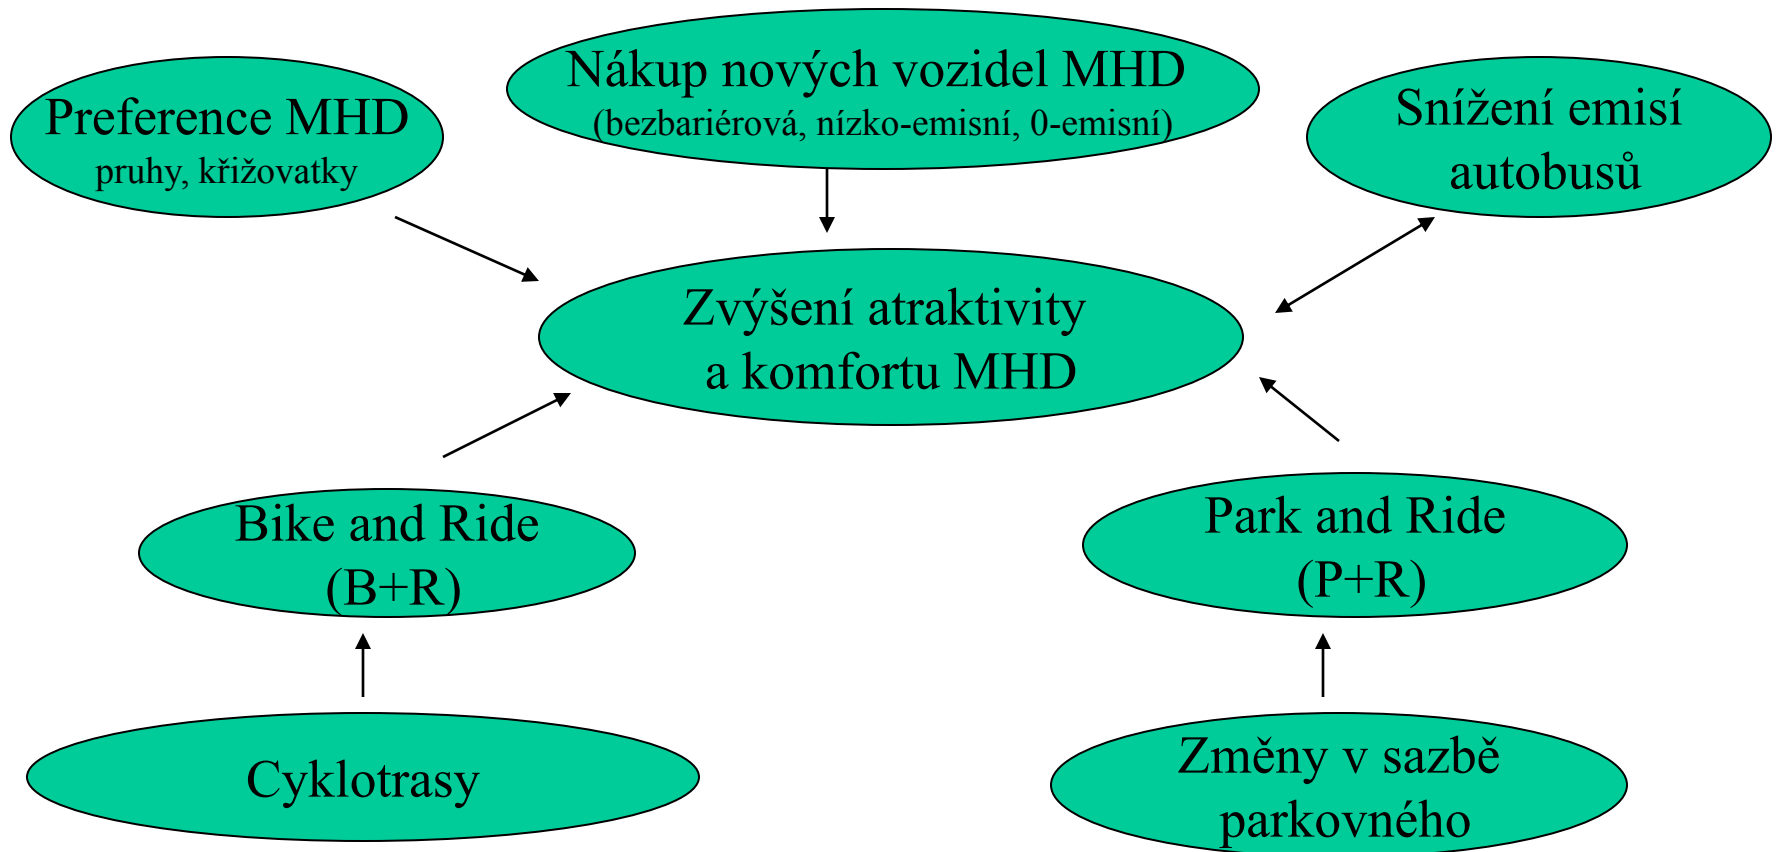 Preference MHD
pruhy, křižovatky
Nákup nových vozidel MHD
(bezbariérová, nízko-emisní, 0-emisní)
Snížení emisí
autobusů
Zvýšení atraktivity
a komfortu MHD
Bike and Ride
(B+R)
Park and Ride
(P+R)
Cyklotrasy
Změny v sazbě
parkovného